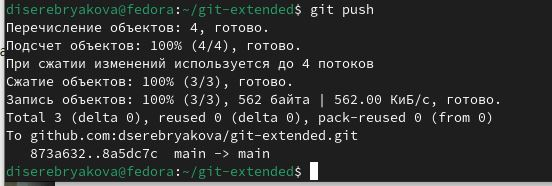 diserebryakova@fedora:~/git-extended$ git push
Перечисление объектов: 4, готово.
Подсчет объектов: 100% (4/4), готово.
При сжатии изменений используется до 4 потоков
Сжатие объектов: 100% (3/3), готово.
Запись объектов: 100% (3/3), 562 байта | 562.00 КиБ/с, готово.
Total 3 (delta 0), reused 0 (delta 0), pack-reused 0 (from 0)
To github.com:dserebryakova/git-extended.git
   873a632..8a5dc7c  main -> main
diserebryakova@fedora:~/git-extended$